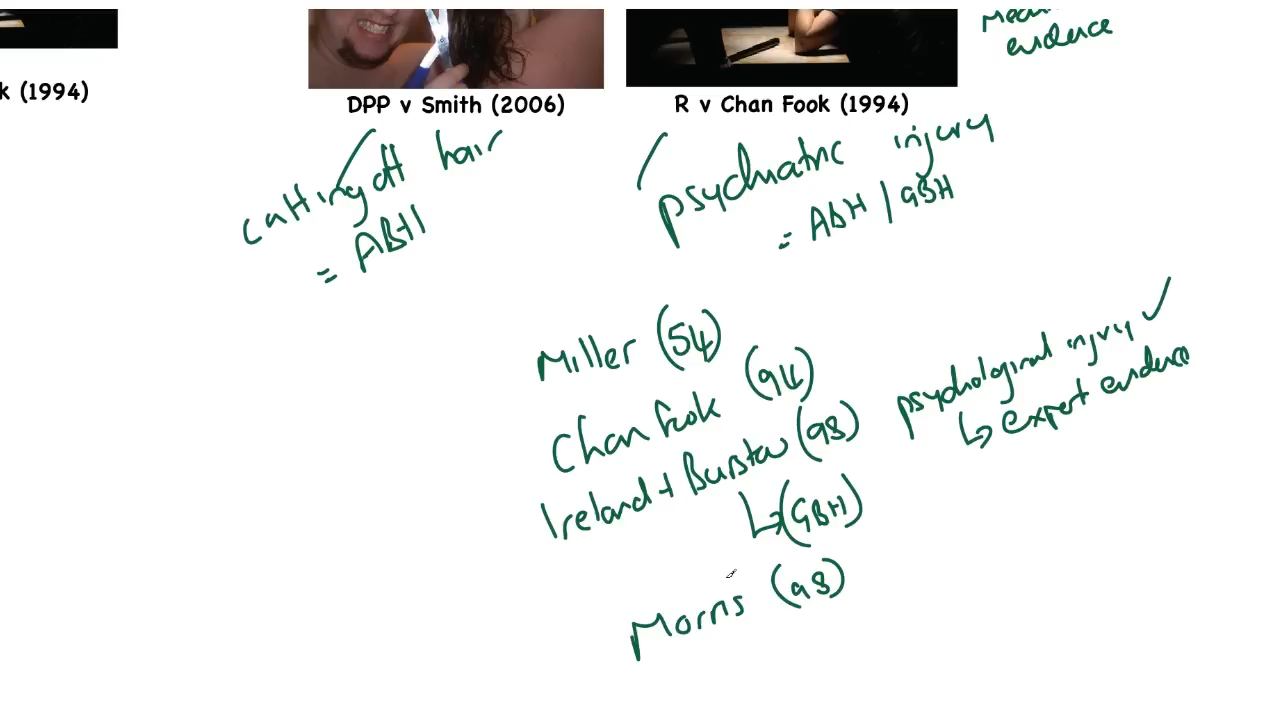 evidence
k (1994)
DPP v Smith (2006)
R v Chan Fook (1994)
cutting off hair
= ABH
psychiatric injury
= ABH / GBH
Miller (54)
Chan Fook (94)
Ireland + Burstow (98)
↳ (GBH)
Morris (98)
psychological injury ✓
↳ expert evidence